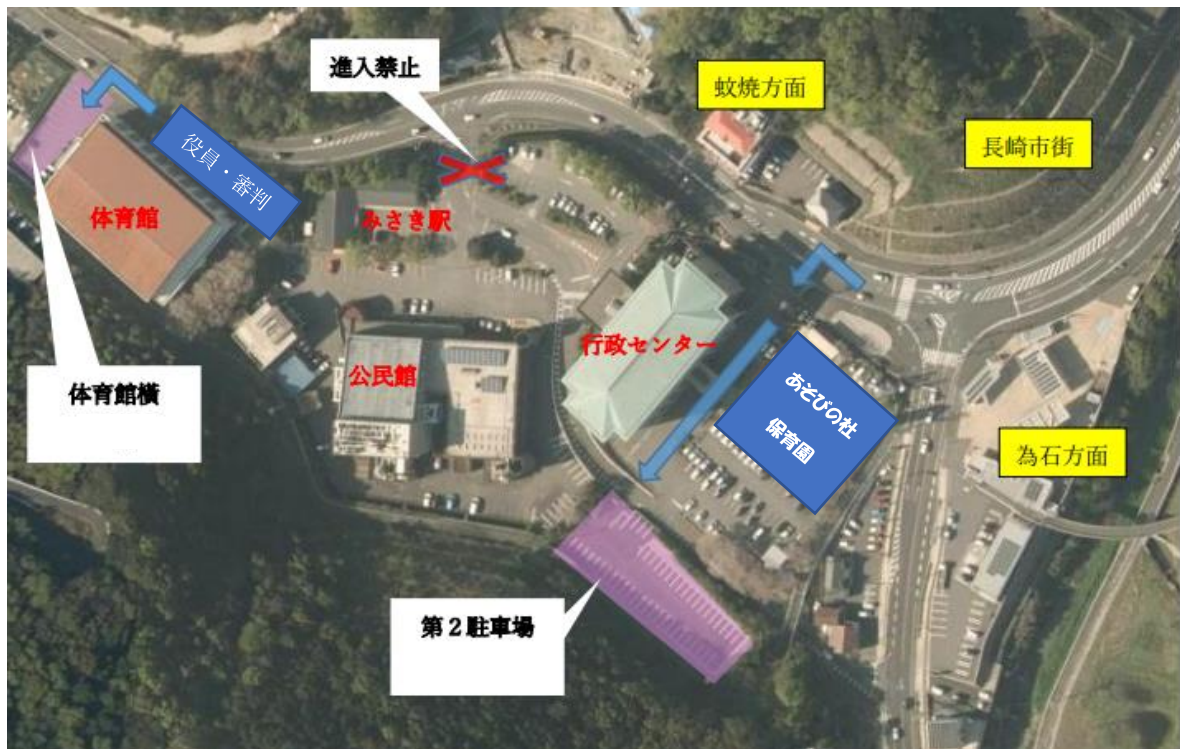 進入禁止
蚊焼方面
長崎市街
役員・審判
体育館
みさき駅
行政センター
公民館
体育館横
あそびの杜
保育園
為石方面
第２駐車場